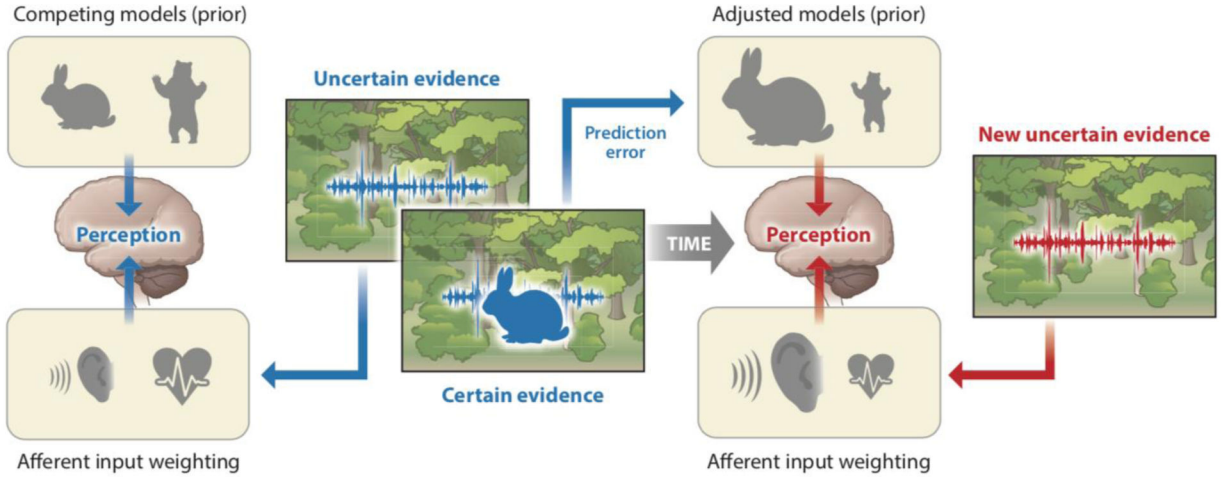 Competing models (prior)
Adjusted models (prior)
Uncertain evidence
Prediction
error
New uncertain evidence
Perception
TIME
Perception
Certain evidence
Afferent input weighting
Afferent input weighting